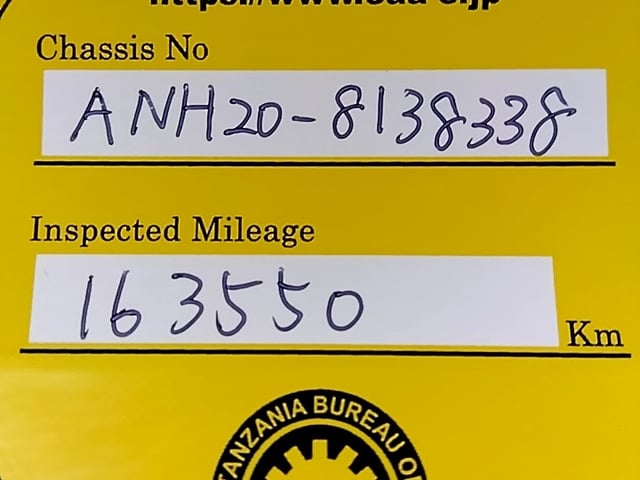 Chassis No
ANH20-8138338
Inspected Mileage
163550
Km
TANZANIA BUREAU